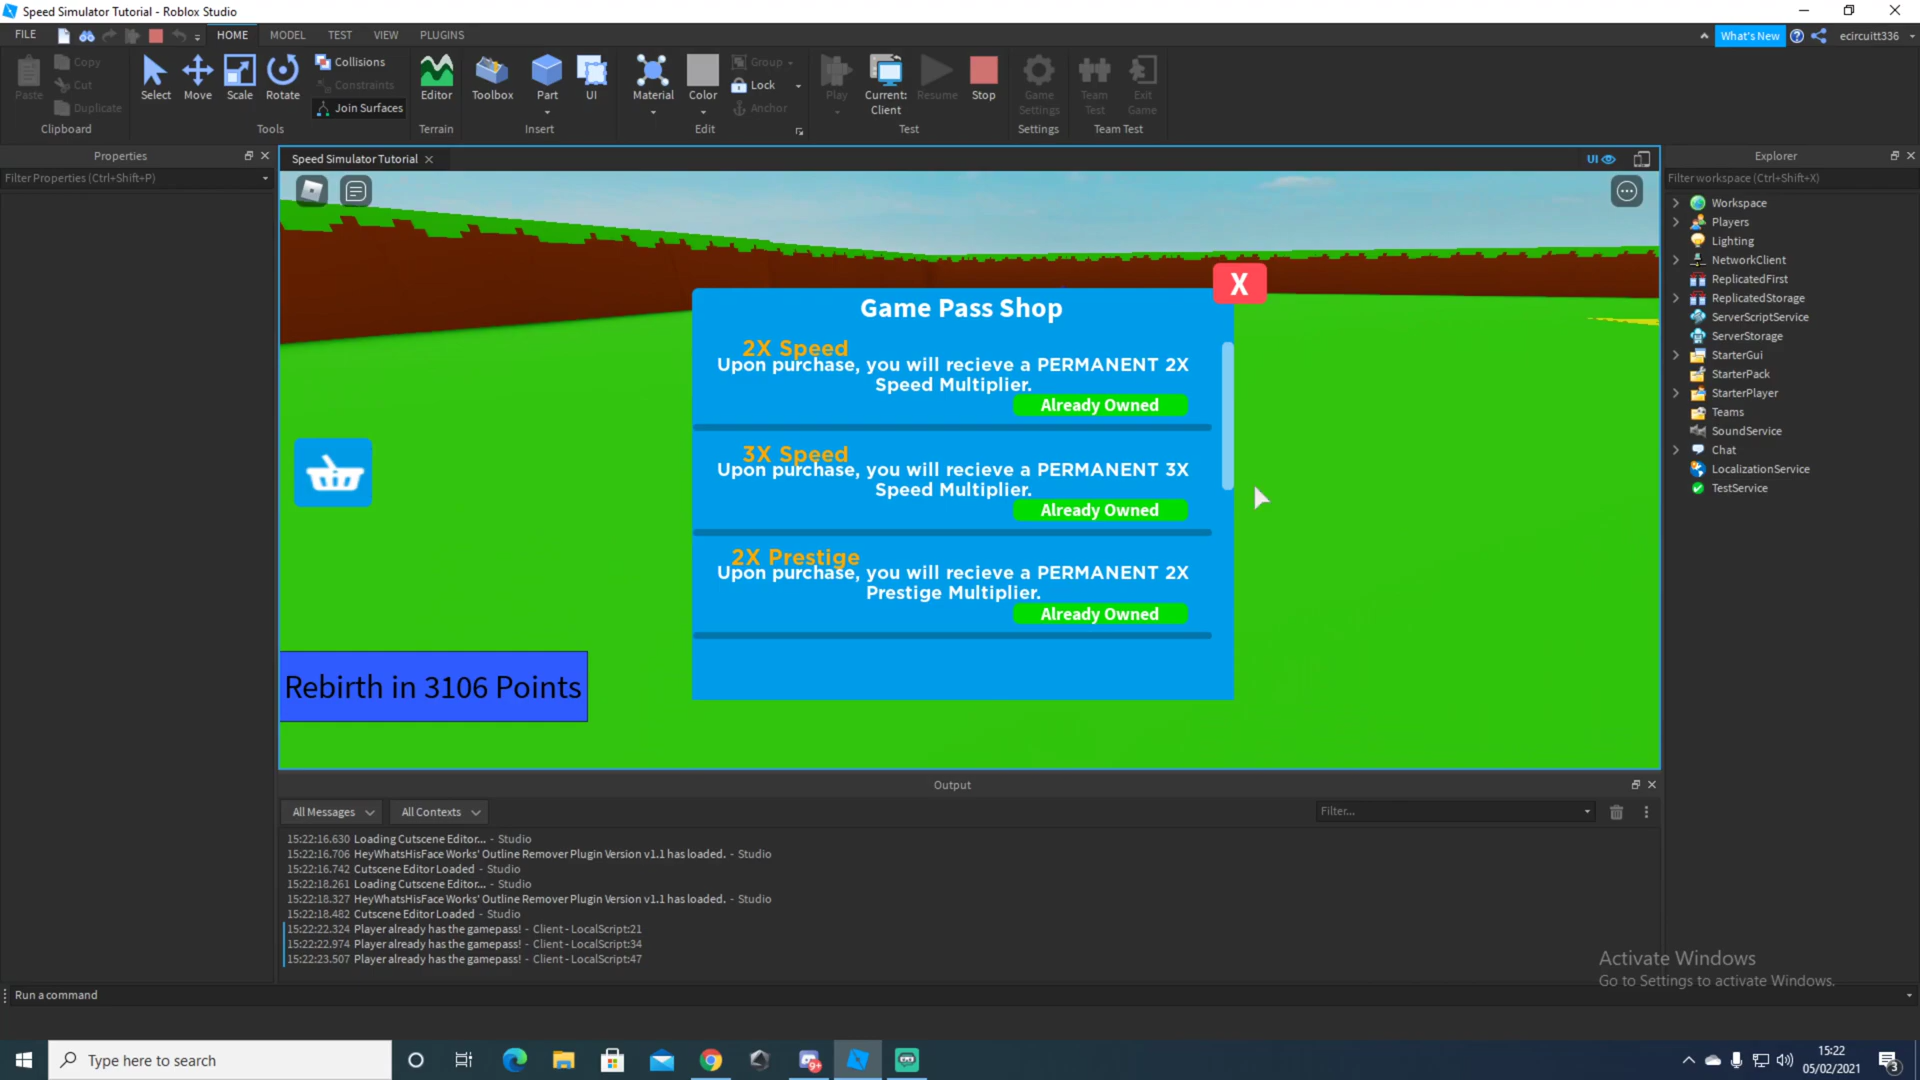 Speed Simulator Tutorial - Roblox Studio
FILE
HOME
MODEL
TEST
VIEW
PLUGINS
What's New
ecircuitt336
Paste
Copy
Cut
Duplicate
Clipboard
Select
Move
Scale
Rotate
Collisions
Constraints
Join Surfaces
Tools
Editor
Terrain
Toolbox
Part
UI
Insert
Material
Color
Group
Lock
Anchor
Edit
Play
Current:
Client
Resume
Stop
Test
Game
Settings
Settings
Team
Test
Exit
Game
Team Test
Properties
Filter Properties (Ctrl+Shift+P)
Speed Simulator Tutorial
UI
Explorer
Filter workspace (Ctrl+Shift+X)
Workspace
Players
Lighting
NetworkClient
ReplicatedFirst
ReplicatedStorage
ServerScriptService
ServerStorage
StarterGui
StarterPack
StarterPlayer
Teams
SoundService
Chat
LocalizationService
TestService
X
Game Pass Shop
2X Speed
Upon purchase, you will recieve a PERMANENT 2X
Speed Multiplier.
Already Owned
3X Speed
Upon purchase, you will recieve a PERMANENT 3X
Speed Multiplier.
Already Owned
2X Prestige
Upon purchase, you will recieve a PERMANENT 2X
Prestige Multiplier.
Already Owned
Rebirth in 3106 Points
Output
All Messages
All Contexts
Filter...
15:22:16.630 Loading Cutscene Editor... - Studio
15:22:16.706 HeyWhatsHisFace Works' Outline Remover Plugin Version v1.1 has loaded. - Studio
15:22:16.742 Cutscene Editor Loaded - Studio
15:22:18.261 Loading Cutscene Editor... - Studio
15:22:18.327 HeyWhatsHisFace Works' Outline Remover Plugin Version v1.1 has loaded. - Studio
15:22:18.482 Cutscene Editor Loaded - Studio
15:22:22.324 Player already has the gamepass! - Client - LocalScript:21
15:22:22.974 Player already has the gamepass! - Client - LocalScript:34
15:22:23.507 Player already has the gamepass! - Client - LocalScript:47
Activate Windows
Go to Settings to activate Windows.
Run a command
Type here to search
9+
15:22
05/02/2021
3